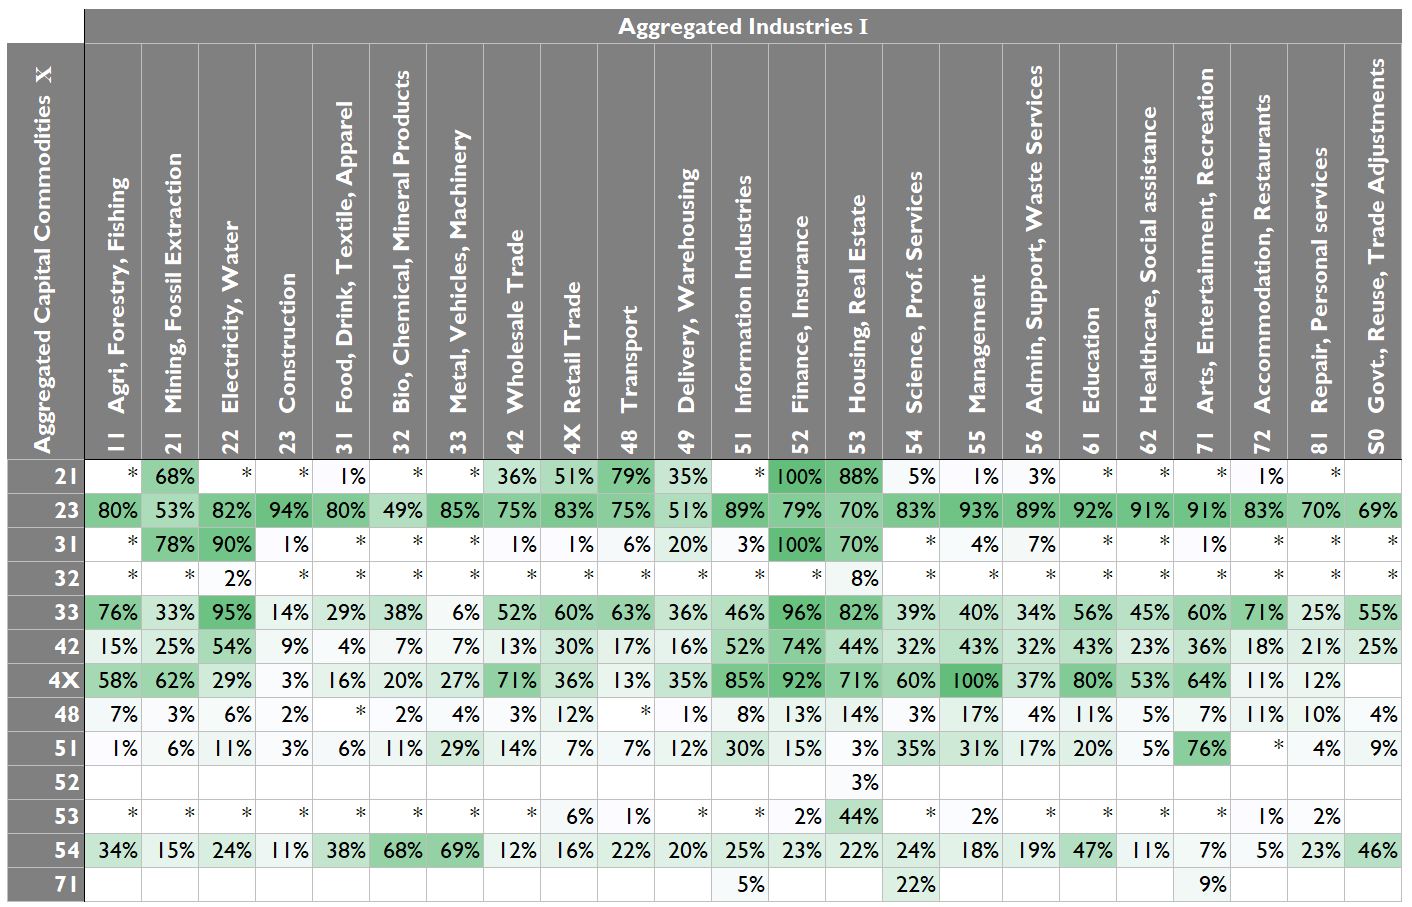 Aggregated Industries I
Aggregated Capital Commodities X
11 Agri, Forestry, Fishing
21 Mining, Fossil Extraction
22 Electricity, Water
23 Construction
31 Food, Drink, Textile, Apparel
32 Bio, Chemical, Mineral Products
33 Metal, Vehicles, Machinery
42 Wholesale Trade
4X Retail Trade
48 Transport
49 Delivery, Warehousing
51 Information Industries
52 Finance, Insurance
53 Housing, Real Estate
54 Science, Prof. Services
55 Management
56 Admin, Support, Waste Services
61 Education
62 Healthcare, Social assistance
71 Arts, Entertainment, Recreation
72 Accommodation, Restaurants
81 Repair, Personal services
S0 Govt., Reuse, Trade Adjustments
21 * 68% * * 1% * * 36% 51% 79% 35% * 100% 88% 5% 1% 3% * * * 1% *
23 80% 53% 82% 94% 80% 49% 85% 75% 83% 75% 51% 89% 79% 70% 83% 93% 89% 92% 91% 91% 83% 70% 69%
31 * 78% 90% 1% * * * 1% 1% 6% 20% 3% 100% 70% * 4% 7% * * 1% * * *
32 * * 2% * * * * * * * * * * 8% * * * * * * * * *
33 76% 33% 95% 14% 29% 38% 6% 52% 60% 63% 36% 46% 96% 82% 39% 40% 34% 56% 45% 60% 71% 25% 55%
42 15% 25% 54% 9% 4% 7% 7% 13% 30% 17% 16% 52% 74% 44% 32% 43% 32% 43% 23% 36% 18% 21% 25%
4X 58% 62% 29% 3% 16% 20% 27% 71% 36% 13% 35% 85% 92% 71% 60% 100% 37% 80% 53% 64% 11% 12%
48 7% 3% 6% 2% * 2% 4% 3% 12% * 1% 8% 13% 14% 3% 17% 4% 11% 5% 7% 11% 10% 4%
51 1% 6% 11% 3% 6% 11% 29% 14% 7% 7% 12% 30% 15% 3% 35% 31% 17% 20% 5% 76% * 4% 9%
52 3%
53 * * * * * * * * 6% 1% * * 2% 44% * 2% * * * * 1% 2%
54 34% 15% 24% 11% 38% 68% 69% 12% 16% 22% 20% 25% 23% 22% 24% 18% 19% 47% 11% 7% 5% 23% 46%
71 5% 22% 9%